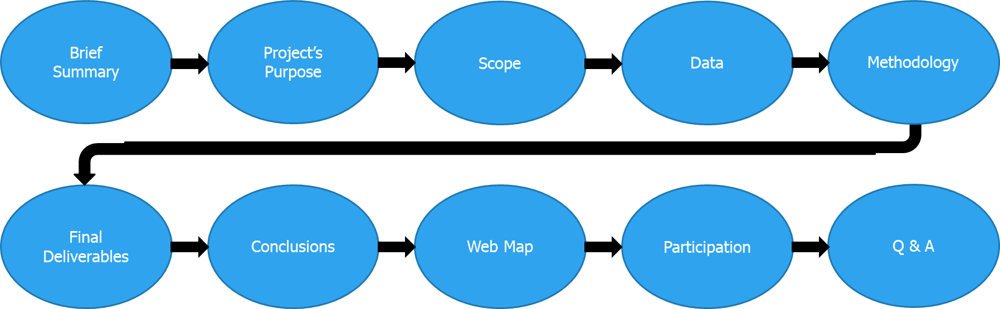 Brief
Summary
Project’s
Purpose
Scope
Data
Methodology
Final
Deliverables
Conclusions
Web Map
Participation
Q & A